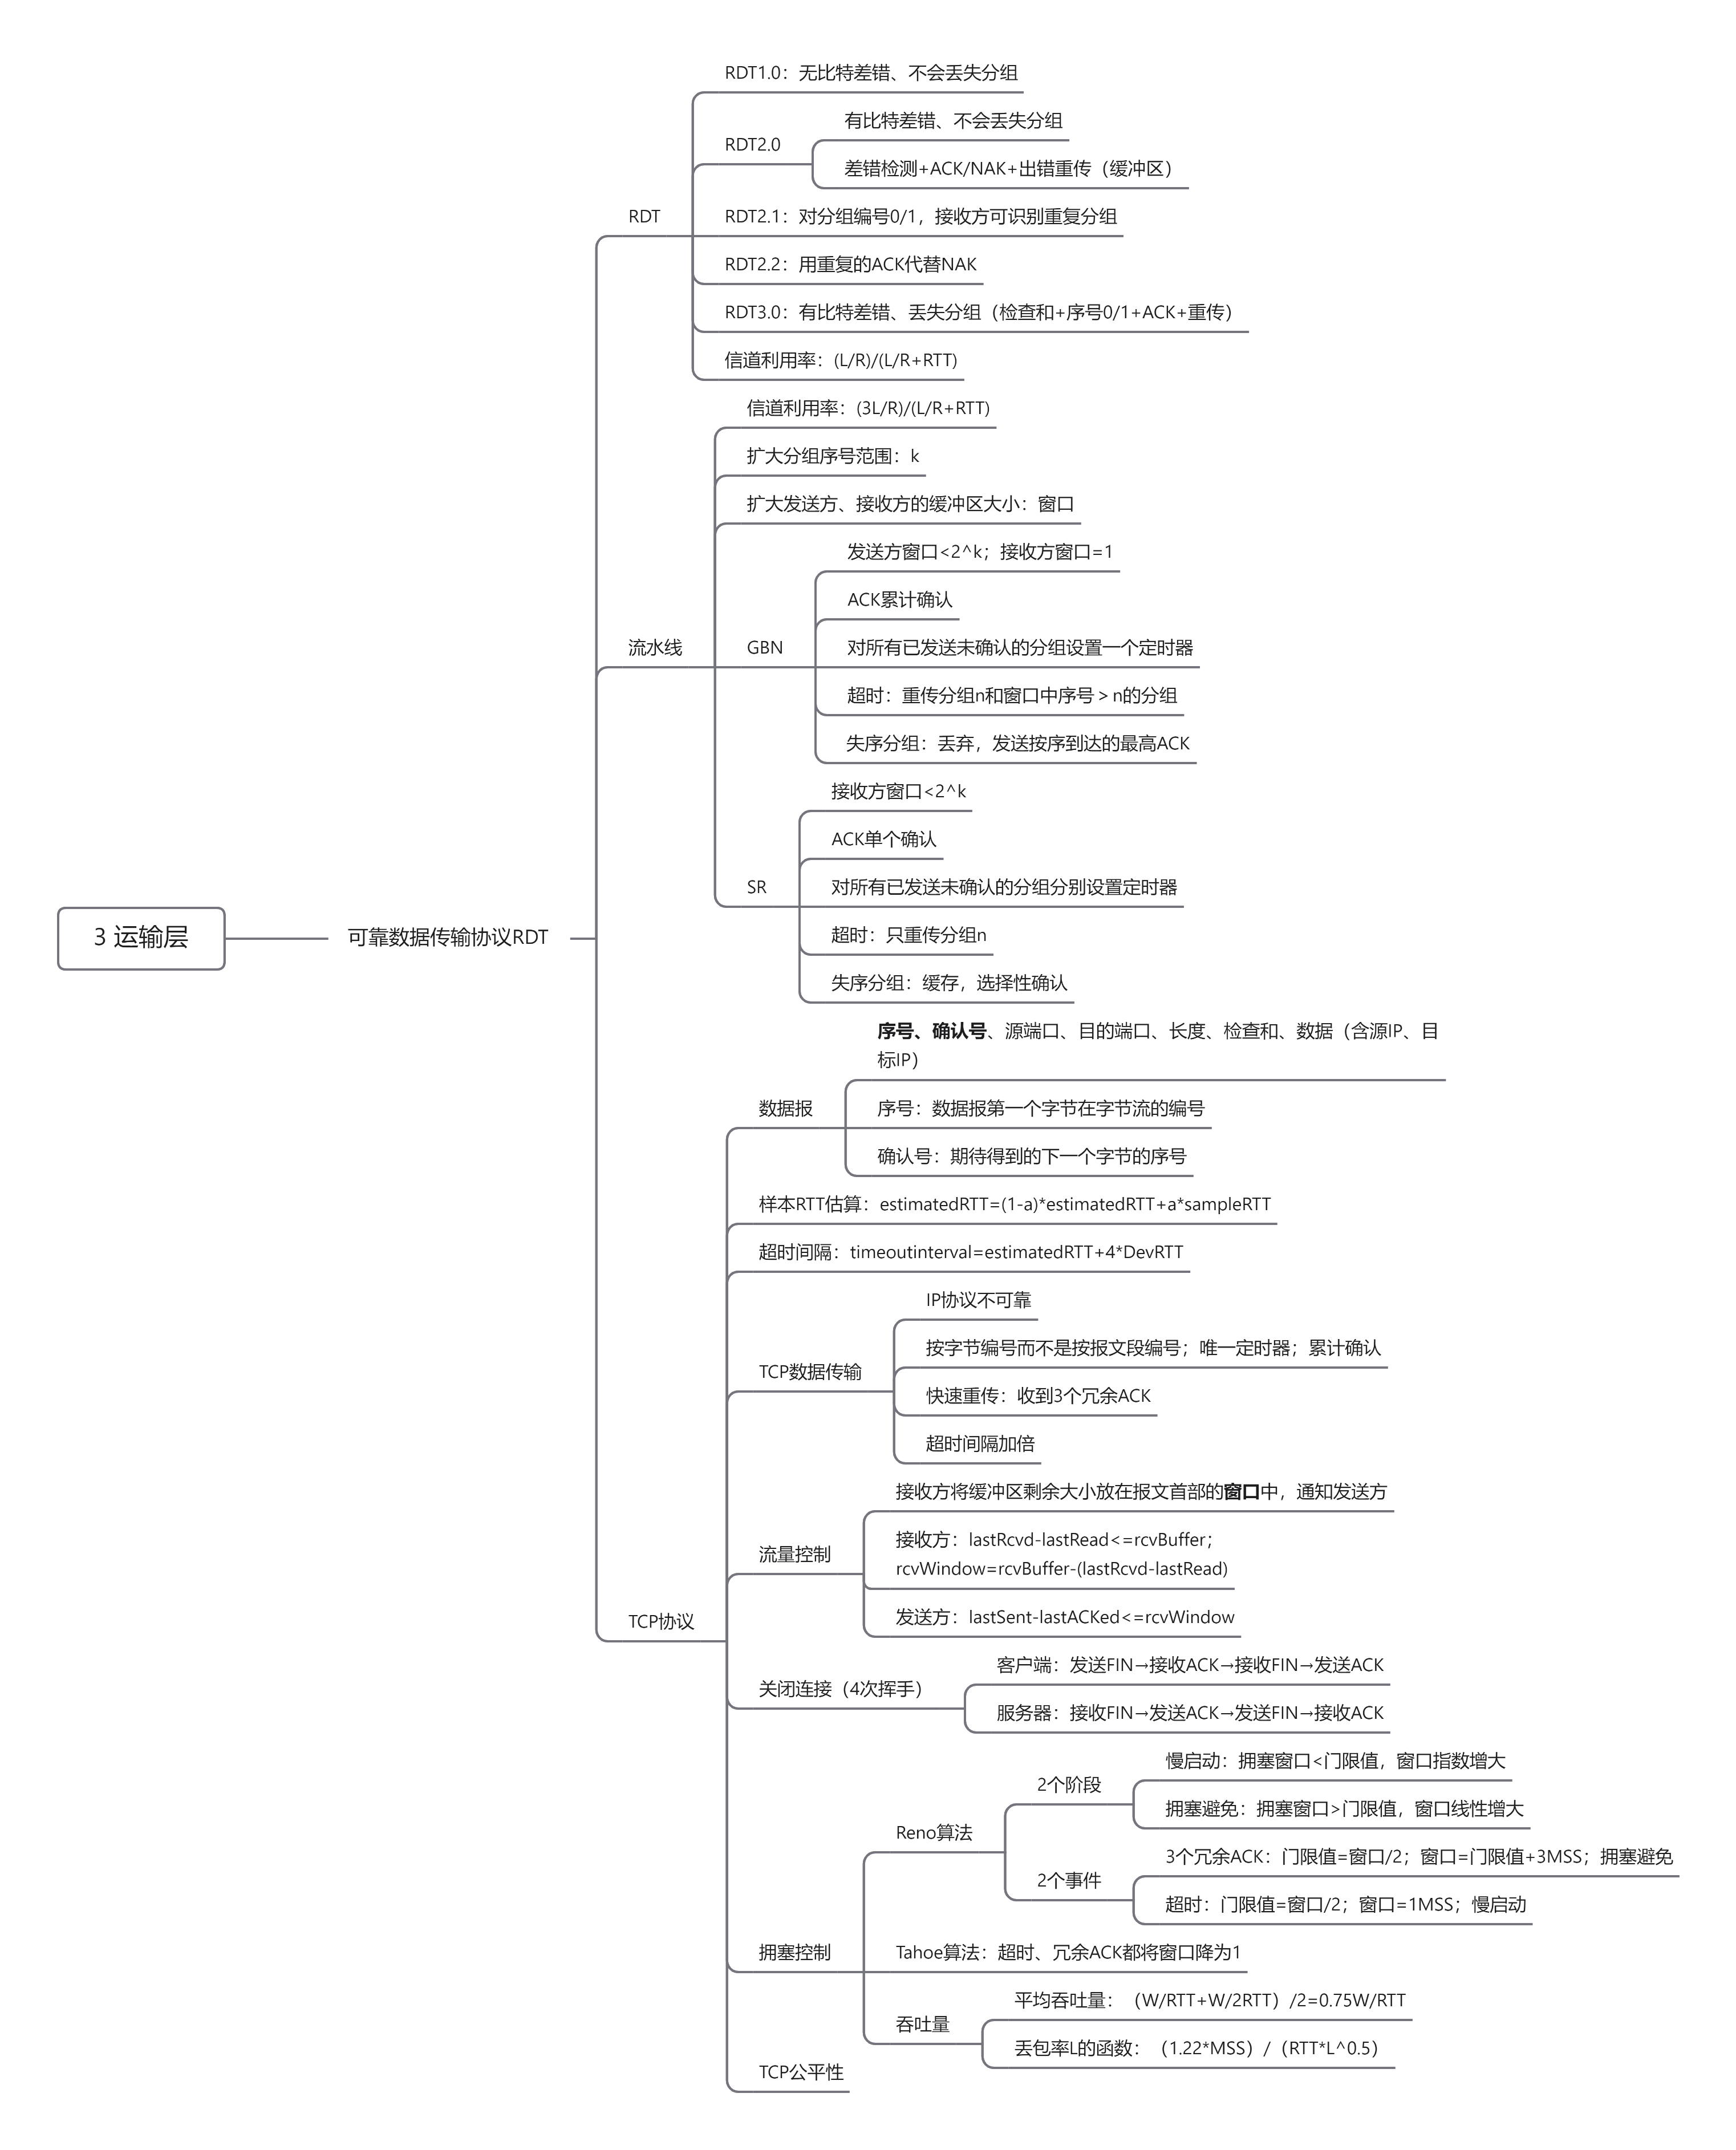 3 运输层
可靠数据传输协议RDT
RDT
RDT1.0：无比特差错、不会丢失分组
RDT2.0
有比特差错、不会丢失分组
差错检测+ACK/NAK+出错重传（缓冲区）
RDT2.1：对分组编号0/1，接收方可识别重复分组
RDT2.2：用重复的ACK代替NAK
RDT3.0：有比特差错、丢失分组（检查和+序号0/1+ACK+重传）
信道利用率：(L/R)/(L/R+RTT)
流水线
信道利用率：(3L/R)/(L/R+RTT)
扩大分组序号范围：k
扩大发送方、接收方的缓冲区大小：窗口
GBN
发送方窗口<2^k；接收方窗口=1
ACK累计确认
对所有已发送未确认的分组设置一个定时器
超时：重传分组n和窗口中序号＞n的分组
失序分组：丢弃，发送按序到达的最高ACK
SR
接收方窗口<2^k
ACK单个确认
对所有已发送未确认的分组分别设置定时器
超时：只重传分组n
失序分组：缓存，选择性确认
TCP协议
数据报
序号、确认号、源端口、目的端口、长度、检查和、数据（含源IP、目
标IP）
序号：数据报第一个字节在字节流的编号
确认号：期待得到的下一个字节的序号
样本RTT估算：estimatedRTT=(1-a)*estimatedRTT+a*sampleRTT
超时间隔：timeoutinterval=estimatedRTT+4*DevRTT
TCP数据传输
IP协议不可靠
按字节编号而不是按报文段编号；唯一定时器；累计确认
快速重传：收到3个冗余ACK
超时间隔加倍
流量控制
接收方将缓冲区剩余大小放在报文首部的窗口中，通知发送方
接收方：lastRcvd-lastRead<=rcvBuffer；
rcvWindow=rcvBuffer-(lastRcvd-lastRead)
发送方：lastSent-lastACKed<=rcvWindow
关闭连接（4次挥手）
客户端：发送FIN→接收ACK→接收FIN→发送ACK
服务器：接收FIN→发送ACK→发送FIN→接收ACK
拥塞控制
Reno算法
2个阶段
慢启动：拥塞窗口<门限值，窗口指数增大
拥塞避免：拥塞窗口>门限值，窗口线性增大
2个事件
3个冗余ACK：门限值=窗口/2；窗口=门限值+3MSS；拥塞避免
超时：门限值=窗口/2；窗口=1MSS；慢启动
Tahoe算法：超时、冗余ACK都将窗口降为1
吞吐量
平均吞吐量：（W/RTT+W/2RTT）/2=0.75W/RTT
丢包率L的函数：（1.22*MSS）/（RTT*L^0.5）
TCP公平性